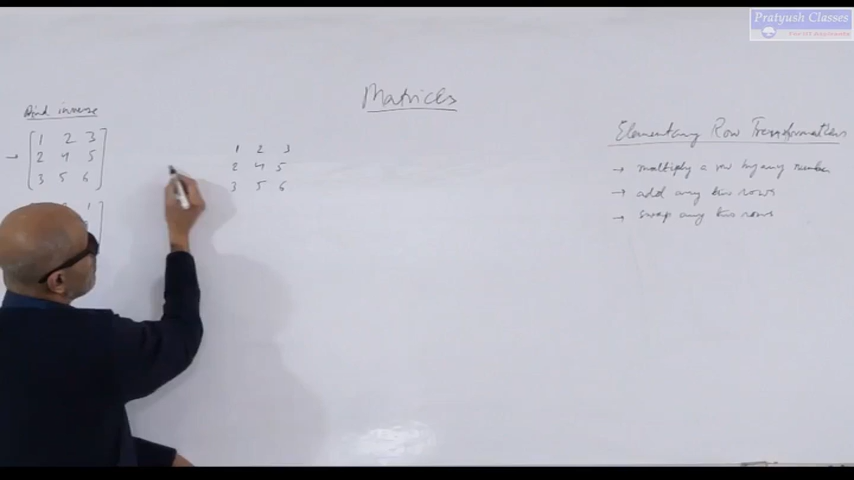 Pratyush Classes
Matrices
Find inverse
1 2 3
2 4 5
3 5 6
1
1 2 3
2 4 5
3 5 6
Elementary Row Transformations
→ multiply a row by any number
→ add any two rows
→ swap any two rows